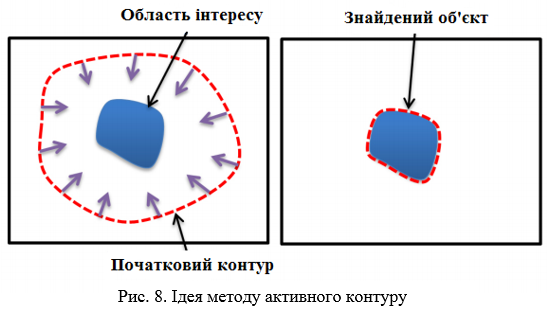 Область інтересу
Знайдений об'єкт
Початковий контур
Рис. 8. Ідея методу активного контуру